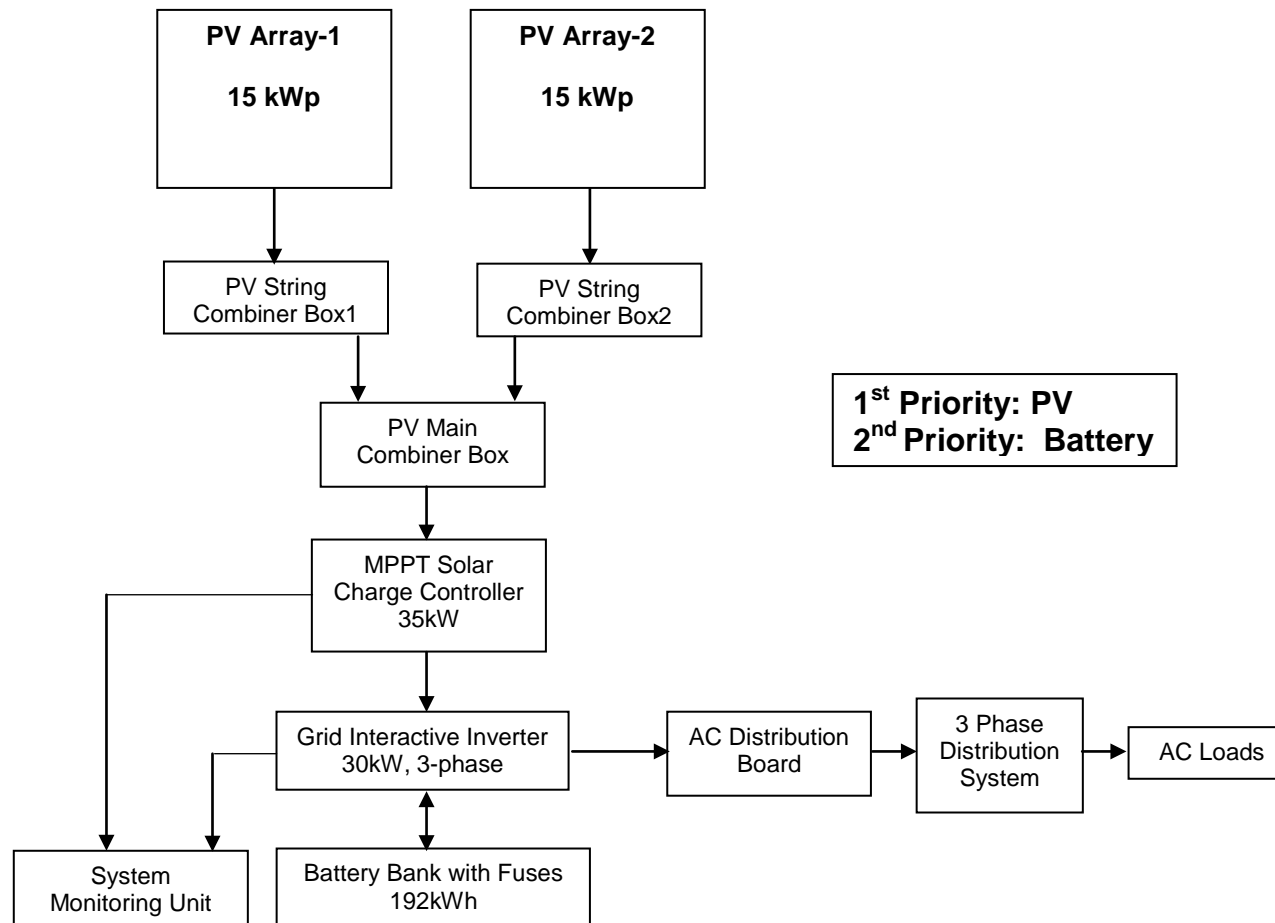 PV Array-1
15 kWp
PV Array-2
15 kWp
PV String
Combiner Box1
PV String
Combiner Box2
PV Main
Combiner Box
1st Priority: PV
2nd Priority: Battery
MPPT Solar
Charge Controller
35kW
Grid Interactive Inverter
30kW, 3-phase
AC Distribution
Board
3 Phase
Distribution
System
AC Loads
System
Monitoring Unit
Battery Bank with Fuses
192kWh